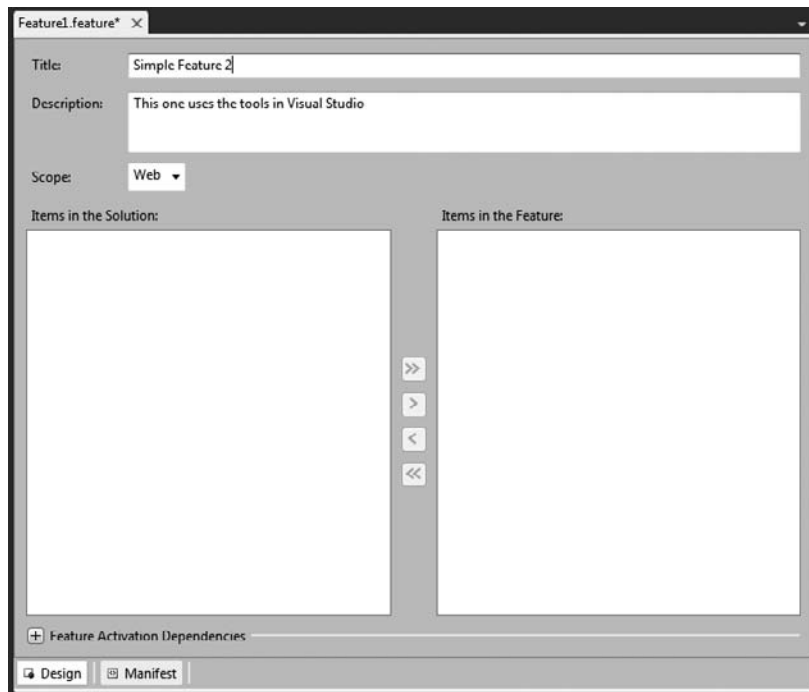 Feature1.feature*
Title: Simple Feature 2
Description: This one uses the tools in Visual Studio
Scope: Web
Items in the Solution: Items in the Feature:
>>
>
<
<<
Feature Activation Dependencies
Design Manifest